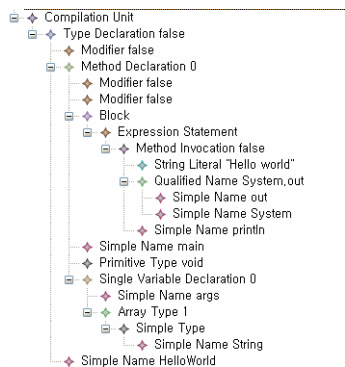 Compilation Unit
Type Declaration false
Modifier false
Method Declaration 0
Modifier false
Modifier false
Block
Expression Statement
Method Invocation false
String Literal "Hello world"
Qualified Name System,out
Simple Name out
Simple Name System
Simple Name println
Simple Name main
Primitive Type void
Single Variable Declaration 0
Simple Name args
Array Type 1
Simple Type
Simple Name String
Simple Name HelloWorld